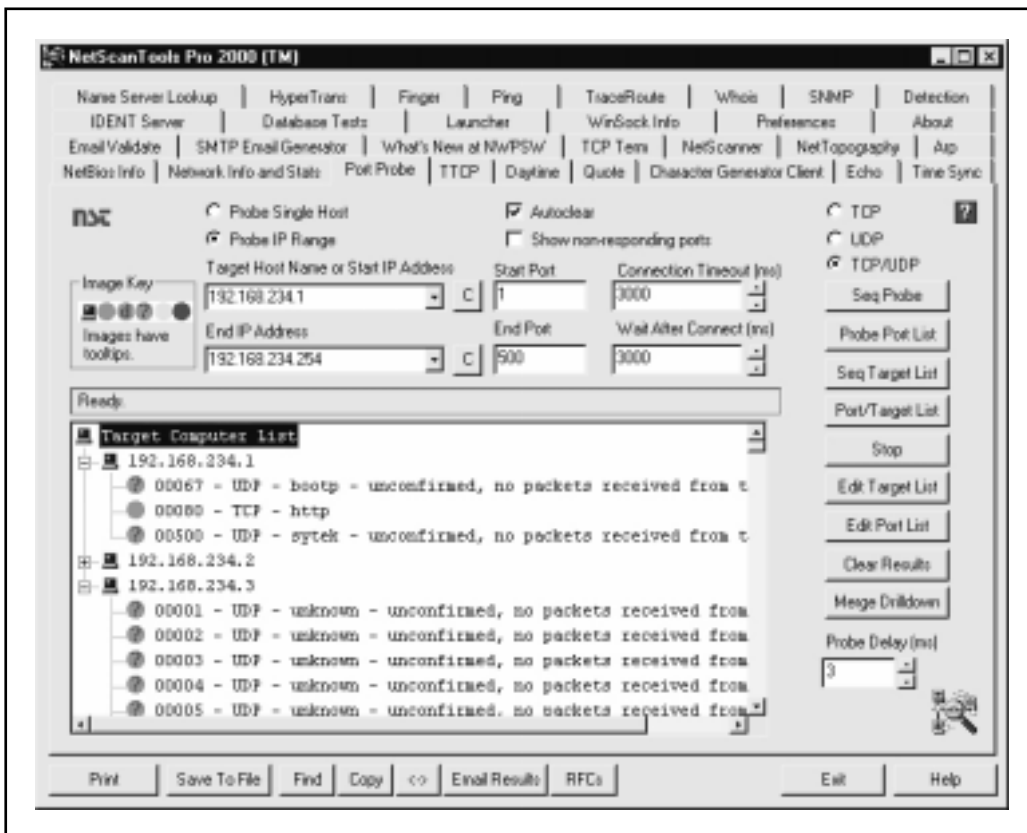 NetScanTools Pro 2000 (TM)
Name Server Lookup HyperTrans Finger Ping TraceRoute Whois SNMP Detection
IDENT Server Database Tests Launcher WinSock Info Preferences About
Email Validate SMTP Email Generator What's New at NWPSW TCP Term NetScanner NetTopography Arp
NetBios Info Network Info and Stats Port Probe TTCP Daytime Quote Character Generator Client Echo Time Sync
nst Probe Single Host Autoclear TCP ?
Probe IP Range Show non-responding ports UDP
Target Host Name or Start IP Address Start Port Connection Timeout (ms) TCP/UDP
Image Key 192.168.234.1 C 1 3000 Seq Probe
Images have tooltips. End IP Address End Port Wait After Connect (ms) Probe Port List
192.168.234.254 C 500 3000 Seq Target List
Ready. Port/Target List
Target Computer List
192.168.234.1 Stop
00067 - UDP - bootp - unconfirmed, no packets received from t
Edit Target List
00080 - TCP - http
Edit Port List
00500 - UDP - sytek - unconfirmed, no packets received from t
192.168.234.2 Clear Results
192.168.234.3
00001 - UDP - unknown - unconfirmed, no packets received from Merge Drilldown
00002 - UDP - unknown - unconfirmed, no packets received from
00003 - UDP - unknown - unconfirmed, no packets received from Probe Delay (ms)
00004 - UDP - unknown - unconfirmed, no packets received from 3
00005 - UDP - unknown - unconfirmed, no packets received from
Print Save To File Find Copy <-> Email Results RFCs Exit Help